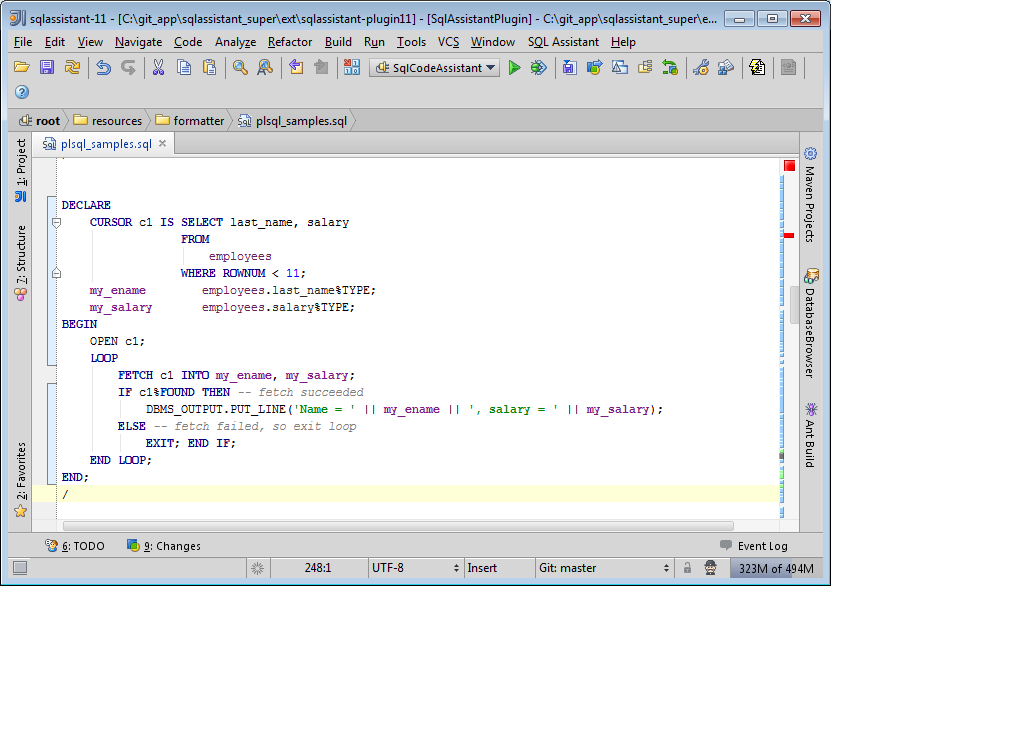 sqlassistant-11 - [C:\git_app\sqlassistant_super\ext\sqlassistant-plugin11] - [SqlAssistantPlugin] - C:\git_app\sqlassistant_super\e...
File Edit View Navigate Code Analyze Refactor Build Run Tools VCS Window SQL Assistant Help
SqlCodeAssistant
root resources formatter plsql_samples.sql
plsql_samples.sql
1: Project
7: Structure
2: Favorites
DECLARE
CURSOR c1 IS SELECT last_name, salary
FROM
employees
WHERE ROWNUM < 11;
my_ename employees.last_name%TYPE;
my_salary employees.salary%TYPE;
BEGIN
OPEN c1;
LOOP
FETCH c1 INTO my_ename, my_salary;
IF c1%FOUND THEN -- fetch succeeded
DBMS_OUTPUT.PUT_LINE('Name = ' || my_ename || ', salary = ' || my_salary);
ELSE -- fetch failed, so exit loop
EXIT; END IF;
END LOOP;
END;
/
Maven Projects
DatabaseBrowser
Ant Build
6: TODO 9: Changes Event Log
248:1 UTF-8 Insert Git: master 323M of 494M